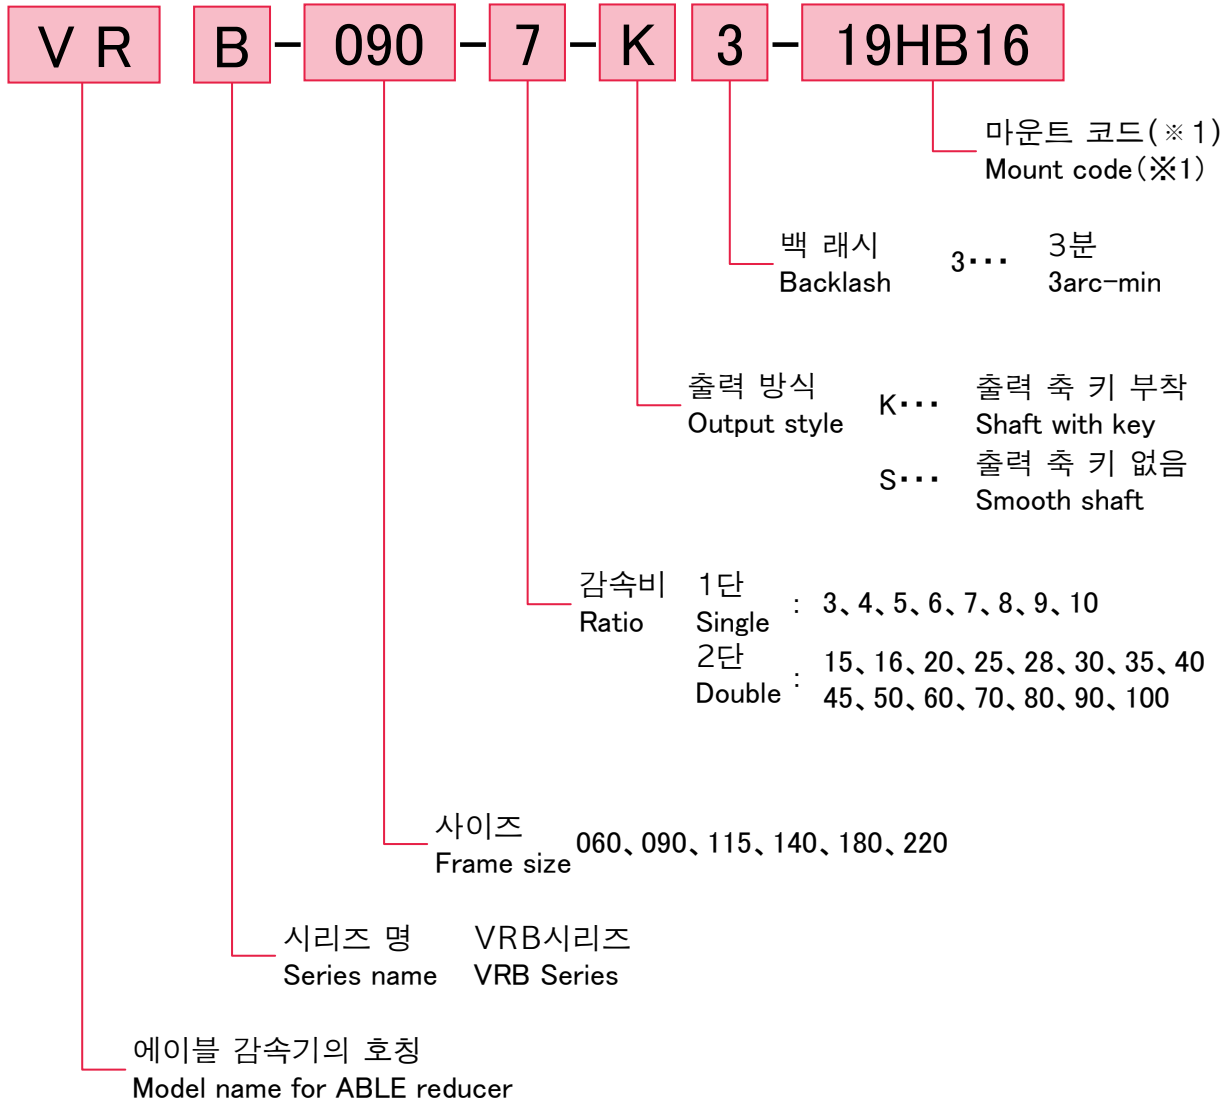 V R B - 090 - 7 - K 3 - 19HB16
마운트 코드(※1)
Mount code(※1)
백 래시 3･･･ 3분
Backlash 3arc-min
출력 방식 K･･･ 출력 축 키 부착
Output style Shaft with key
S･･･ 출력 축 키 없음
Smooth shaft
감속비 1단 : 3、4、5、6、7、8、9、10
Ratio Single
2단 : 15、16、20、25、28、30、35、40
Double 45、50、60、70、80、90、100
사이즈 060、090、115、140、180、220
Frame size
시리즈 명 VRB시리즈
Series name VRB Series
에이블 감속기의 호칭
Model name for ABLE reducer